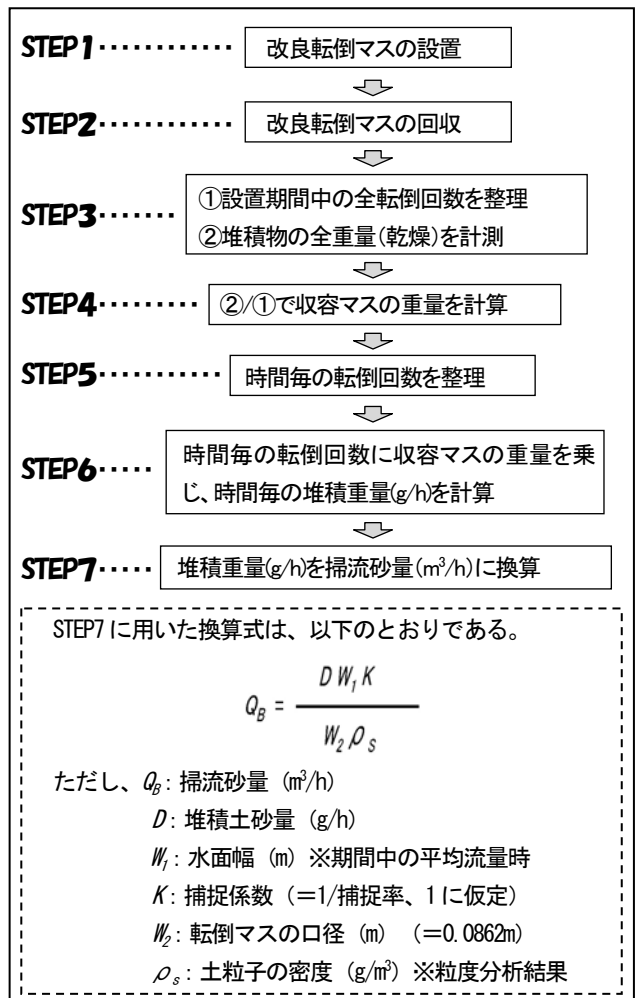 STEP1············ 改良転倒マスの設置
STEP2············ 改良転倒マスの回収
STEP3······· ①設置期間中の全転倒回数を整理
②堆積物の全重量(乾燥)を計測
STEP4········· ②/①で収容マスの重量を計算
STEP5··········· 時間毎の転倒回数を整理
STEP6····· 時間毎の転倒回数に収容マスの重量を乗
じ、時間毎の堆積重量(g/h)を計算
STEP7····· 堆積重量(g/h)を掃流砂量(m³/h)に換算
STEP7 に用いた換算式は、以下のとおりである。
Q_B = D W₁ K / W₂ ρ_S
ただし、Q_B: 掃流砂量 (m³/h)
D: 堆積土砂量 (g/h)
W₁: 水面幅 (m) ※期間中の平均流量時
K: 捕捉係数 (=1/捕捉率、1に仮定)
W₂: 転倒マスの口径 (m) (=0.0862m)
ρ_s: 土粒子の密度 (g/m³) ※粒度分析結果